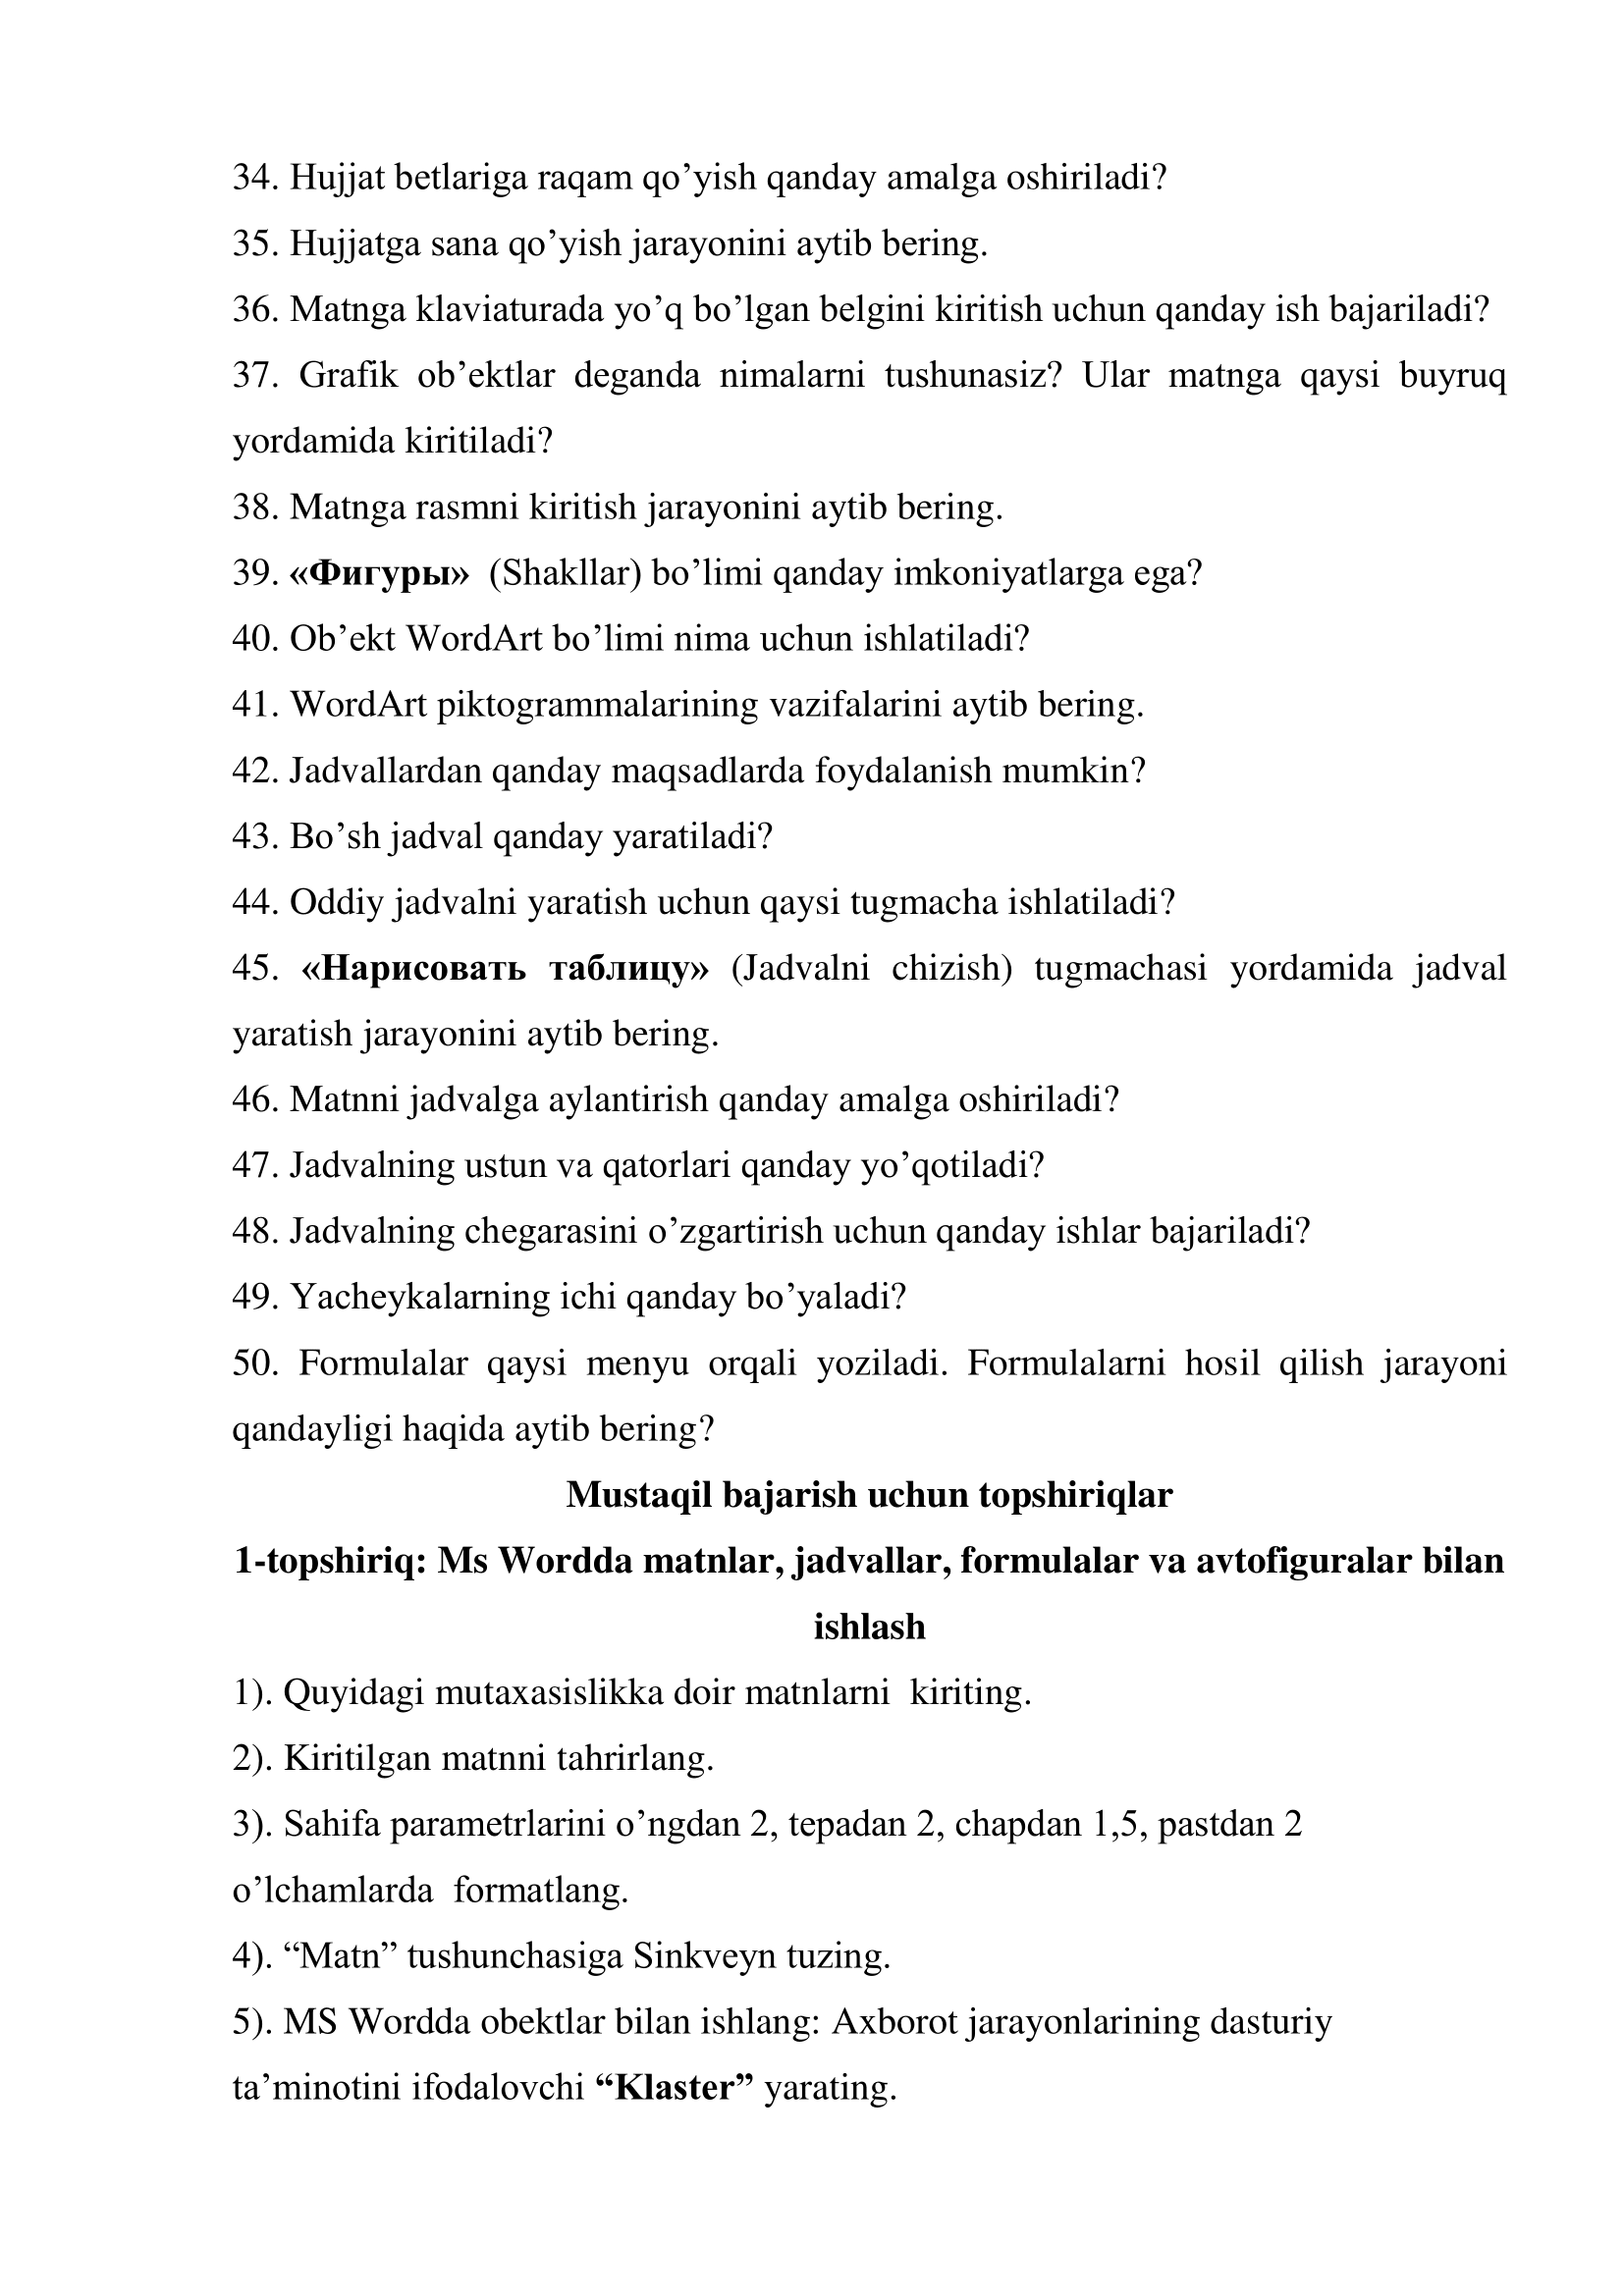 34. Hujjat betlariga raqam qo’yish qanday amalga oshiriladi?
35. Hujjatga sana qo’yish jarayonini aytib bering.
36. Matnga klaviaturada yo’q bo’lgan belgini kiritish uchun qanday ish bajariladi?
37. Grafik ob’ektlar deganda nimalarni tushunasiz? Ular matnga qaysi buyruq
yordamida kiritiladi?
38. Matnga rasmni kiritish jarayonini aytib bering.
39. «Фигуры»  (Shakllar) bo’limi qanday imkoniyatlarga ega?
40. Ob’ekt WordArt bo’limi nima uchun ishlatiladi?
41. WordArt piktogrammalarining vazifalarini aytib bering.
42. Jadvallardan qanday maqsadlarda foydalanish mumkin?
43. Bo’sh jadval qanday yaratiladi?
44. Oddiy jadvalni yaratish uchun qaysi tugmacha ishlatiladi?
45. «Нарисовать таблицу» (Jadvalni chizish) tugmachasi yordamida jadval
yaratish jarayonini aytib bering.
46. Matnni jadvalga aylantirish qanday amalga oshiriladi?
47. Jadvalning ustun va qatorlari qanday yo’qotiladi?
48. Jadvalning chegarasini o’zgartirish uchun qanday ishlar bajariladi?
49. Yacheykalarning ichi qanday bo’yaladi?
50. Formulalar qaysi menyu orqali yoziladi. Formulalarni hosil qilish jarayoni
qandayligi haqida aytib bering?
Mustaqil bajarish uchun topshiriqlar
1-topshiriq: Ms Wordda matnlar, jadvallar, formulalar va avtofiguralar bilan
ishlash
1). Quyidagi mutaxasislikka doir matnlarni  kiriting.
2). Kiritilgan matnni tahrirlang.
3). Sahifa parametrlarini o’ngdan 2, tepadan 2, chapdan 1,5, pastdan 2
o’lchamlarda  formatlang.
4). “Matn” tushunchasiga Sinkveyn tuzing.
5). MS Wordda obektlar bilan ishlang: Axborot jarayonlarining dasturiy
ta’minotini ifodalovchi “Klaster” yarating.